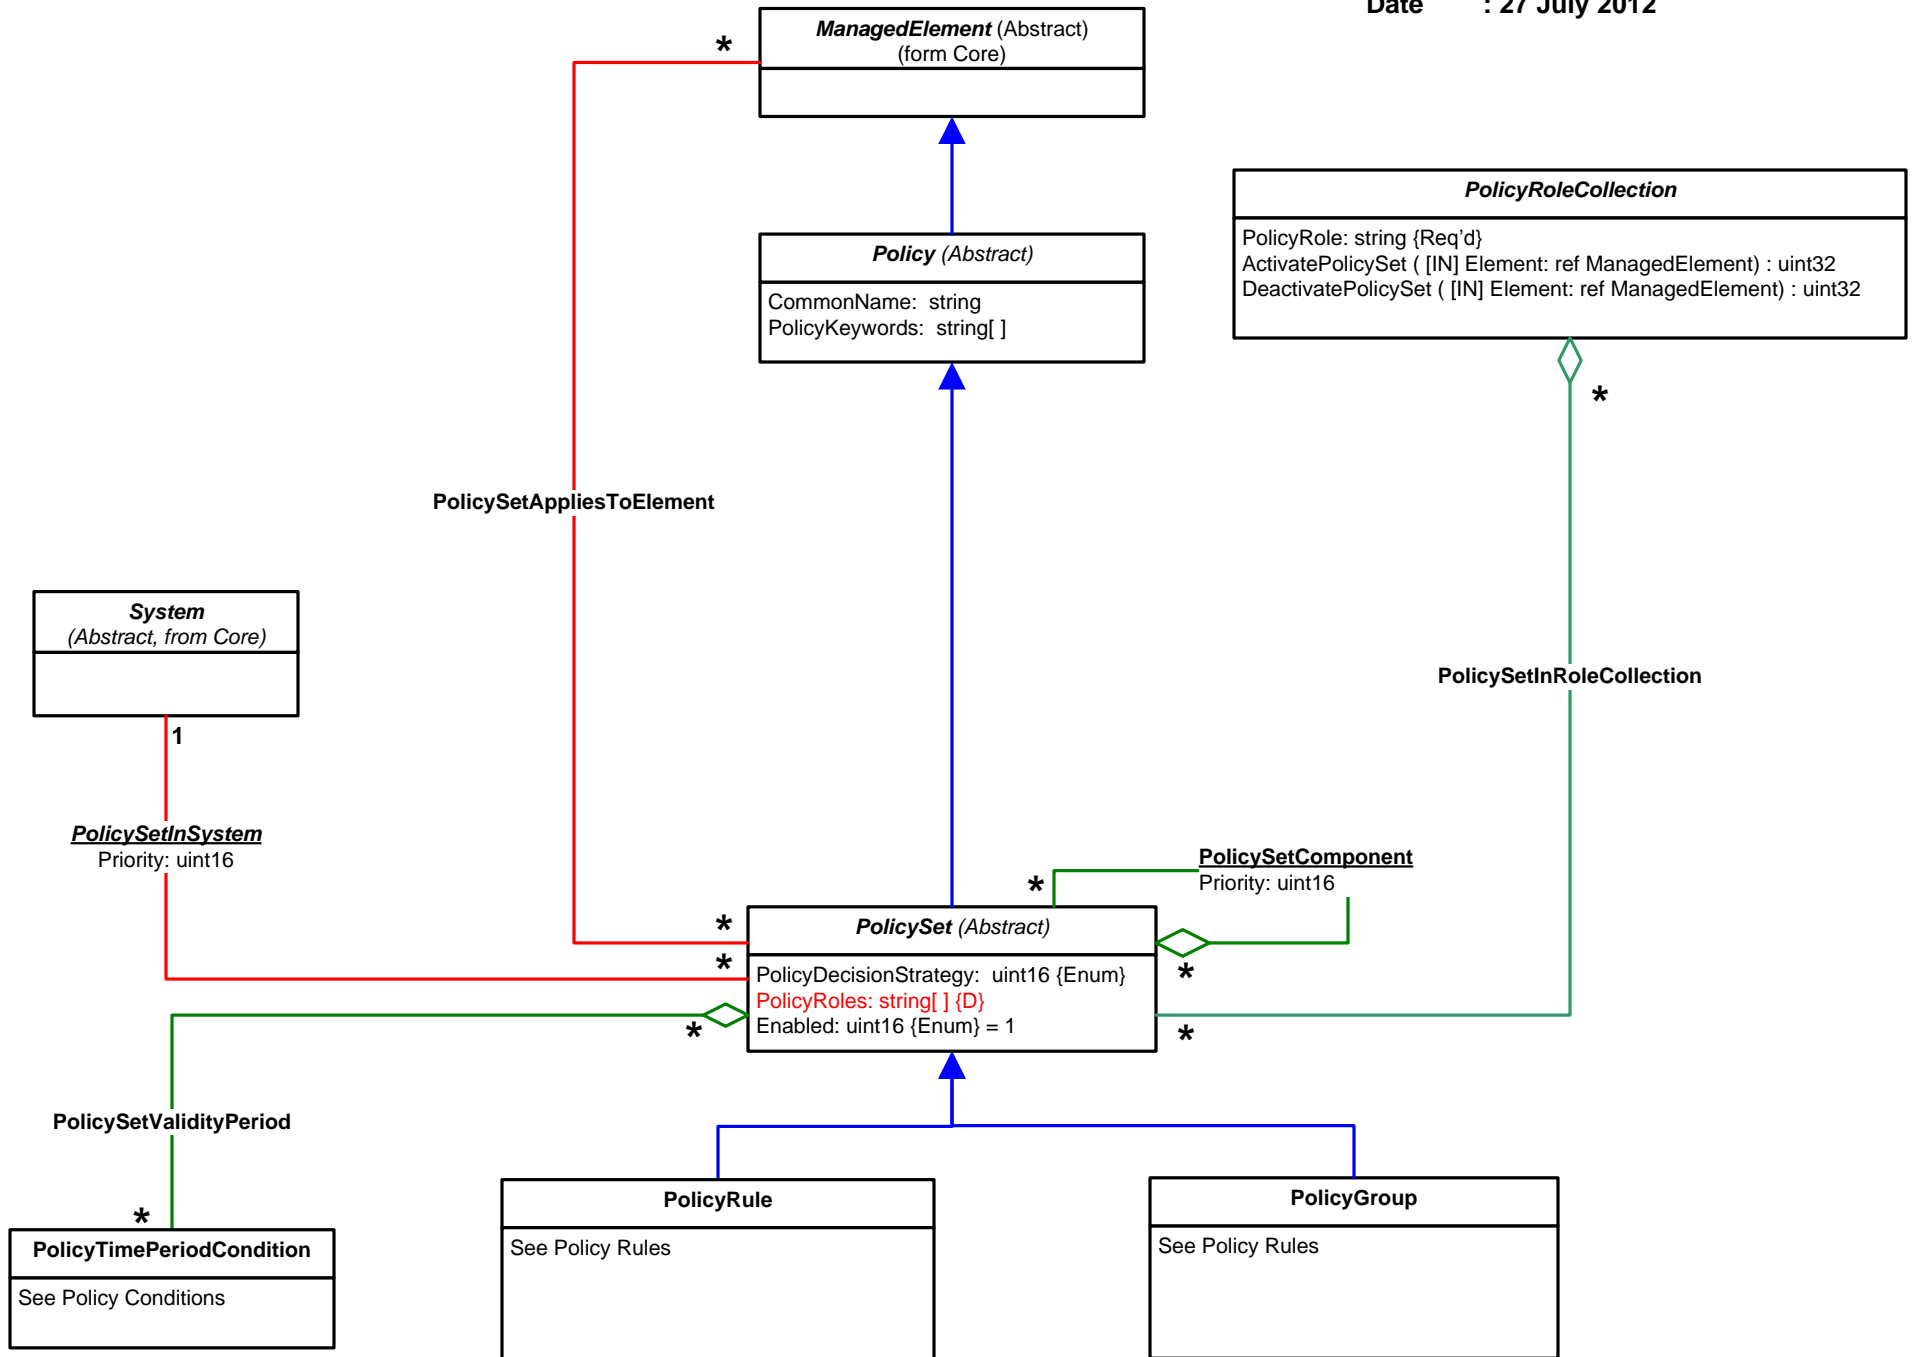 Date : 27 July 2012
ManagedElement (Abstract)
(form Core)
*
PolicyRoleCollection
PolicyRole: string {Req'd}
ActivatePolicySet ( [IN] Element: ref ManagedElement) : uint32
DeactivatePolicySet ( [IN] Element: ref ManagedElement) : uint32
Policy (Abstract)
CommonName: string
PolicyKeywords: string[ ]
*
PolicySetAppliesToElement
System
(Abstract, from Core)
1
PolicySetInRoleCollection
PolicySetInSystem
Priority: uint16
PolicySetComponent
Priority: uint16
*
*
PolicySet (Abstract)
*
*
PolicyDecisionStrategy: uint16 {Enum}
PolicyRoles: string[ ] {D}
Enabled: uint16 {Enum} = 1
*
*
PolicySetValidityPeriod
*
PolicyTimePeriodCondition
See Policy Conditions
PolicyRule
See Policy Rules
PolicyGroup
See Policy Rules